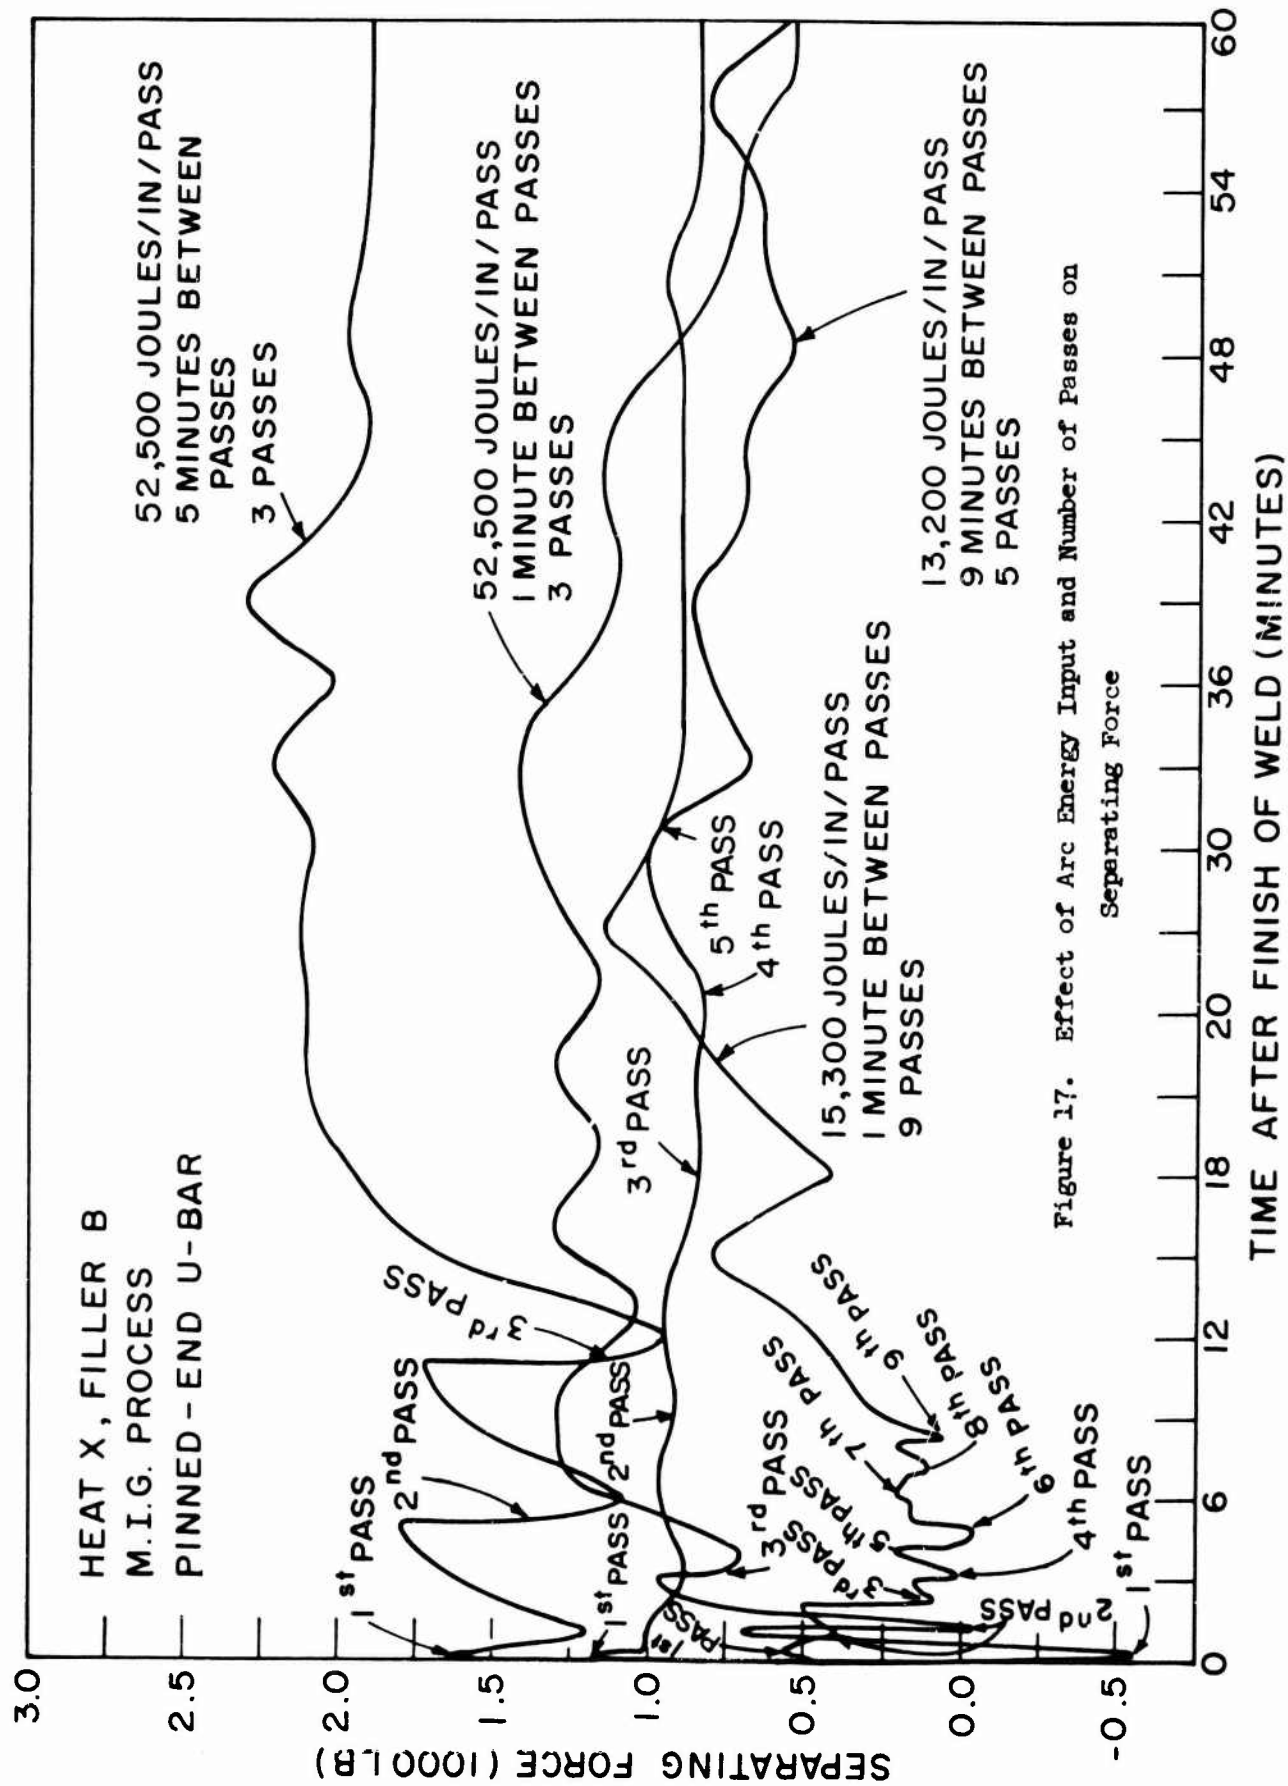 HEAT X, FILLER B
M.I.G. PROCESS
PINNED-END U-BAR
52,500 JOULES/IN/PASS
5 MINUTES BETWEEN
PASSES
3 PASSES
52,500 JOULES/IN/PASS
1 MINUTE BETWEEN PASSES
3 PASSES
1st PASS
2nd PASS
3rd PASS
1st PASS
2nd PASS
3rd PASS
1st
PASS
2nd PASS
3rd PASS
4th PASS
5th PASS
15,300 JOULES/IN/PASS
1 MINUTE BETWEEN PASSES
9 PASSES
13,200 JOULES/IN/PASS
9 MINUTES BETWEEN PASSES
5 PASSES
1st PASS
3rd PASS
4th PASS
5th PASS
6th PASS
7th PASS
8th PASS
9th PASS
3.0
2.5
2.0
1.5
1.0
0.5
0.0
-0.5
SEPARATING FORCE (1000 LB)
0
6
12
18
20
30
36
42
48
54
60
TIME AFTER FINISH OF WELD (MINUTES)
Figure 17. Effect of Arc Energy Input and Number of Passes on
Separating Force